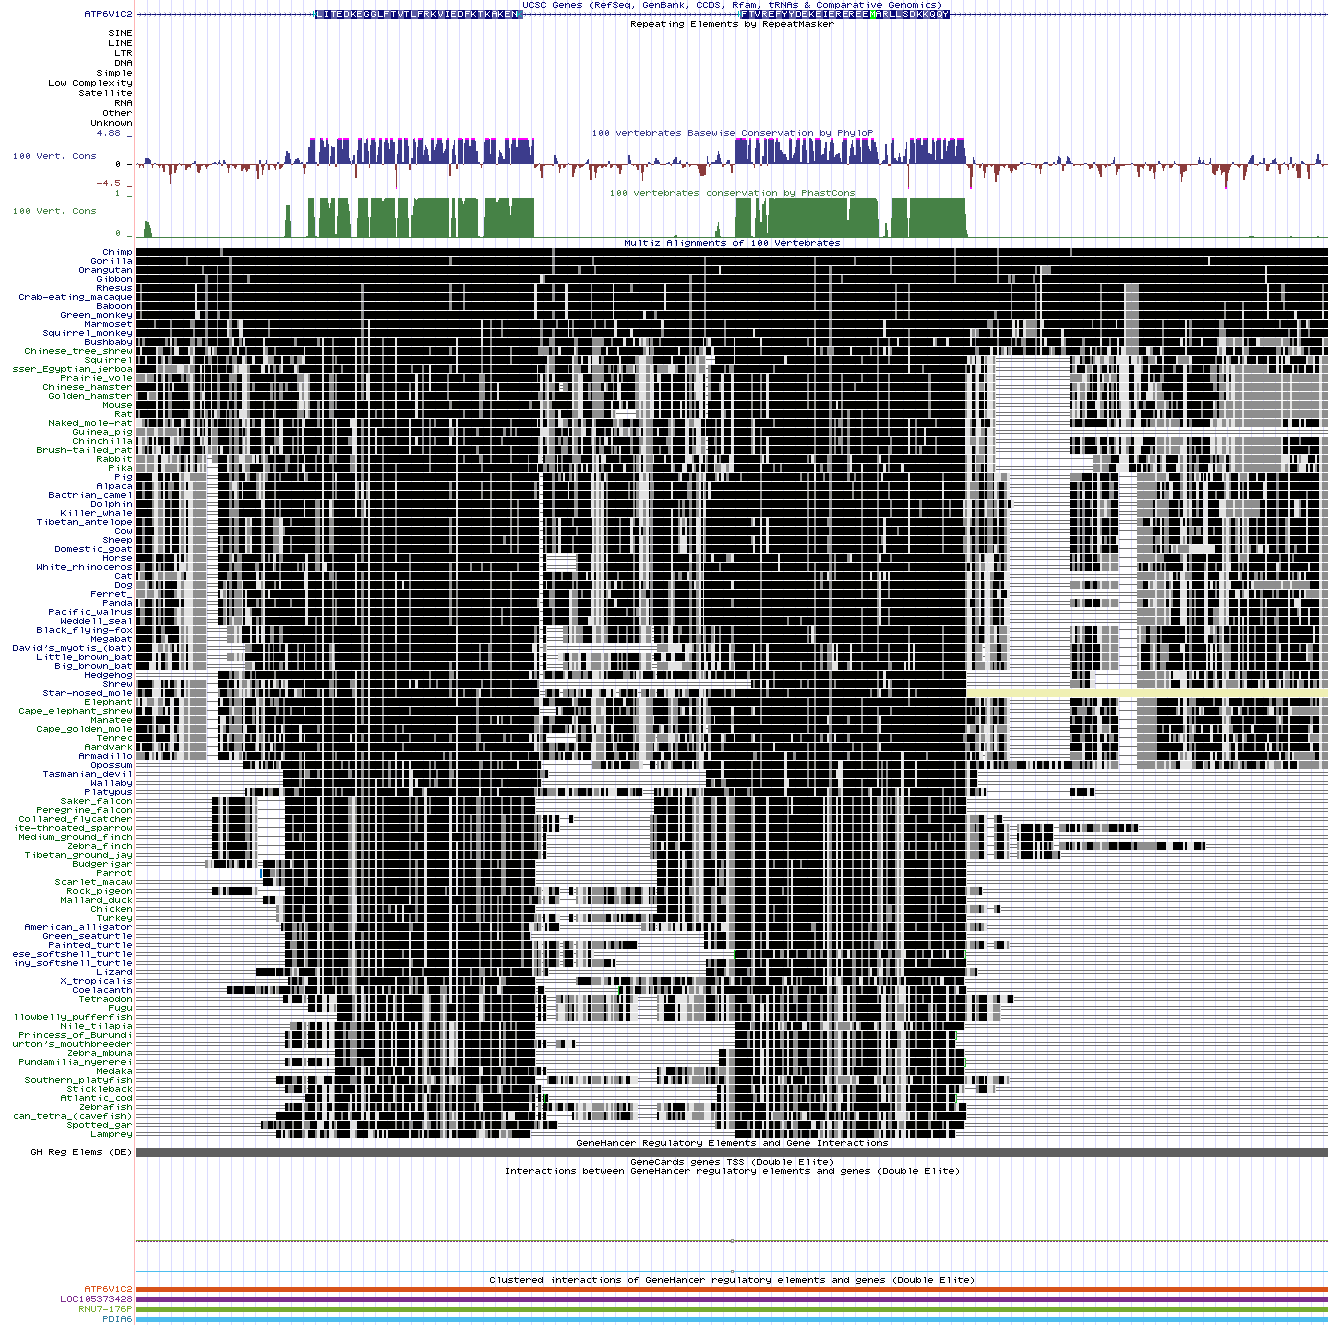 UCSC Genes (RefSeq, GenBank, CCDS, Rfam, tRNAs & Comparative Genomics)
ATP6V1C2 LITEDKEGGLFTVTLFRKVIEDFKTKAKEN FTVREFYYDEKEIEREREEMARLLSDKKQQY
Repeating Elements by RepeatMasker
SINE
LINE
LTR
DNA
Simple
Low Complexity
Satellite
RNA
Other
Unknown
4.88 _
100 vertebrates Basewise Conservation by PhyloP
100 Vert. Cons
0 _
-4.5 _
100 vertebrates conservation by PhastCons
1 _
100 Vert. Cons
0 _
Multiz Alignments of 100 Vertebrates
Chimp
Gorilla
Orangutan
Gibbon
Rhesus
Crab-eating_macaque
Baboon
Green_monkey
Marmoset
Squirrel_monkey
Bushbaby
Chinese_tree_shrew
Squirrel
sser_Egyptian_jerboa
Prairie_vole
Chinese_hamster
Golden_hamster
Mouse
Rat
Naked_mole-rat
Guinea_pig
Chinchilla
Brush-tailed_rat
Rabbit
Pika
Pig
Alpaca
Bactrian_camel
Dolphin
Killer_whale
Tibetan_antelope
Cow
Sheep
Domestic_goat
Horse
White_rhinoceros
Cat
Dog
Ferret_
Panda
Pacific_walrus
Weddell_seal
Black_flying-fox
Megabat
David's_myotis_(bat)
Little_brown_bat
Big_brown_bat
Hedgehog
Shrew
Star-nosed_mole
Elephant
Cape_elephant_shrew
Manatee
Cape_golden_mole
Tenrec
Aardvark
Armadillo
Opossum
Tasmanian_devil
Wallaby
Platypus
Saker_falcon
Peregrine_falcon
Collared_flycatcher
ite-throated_sparrow
Medium_ground_finch
Zebra_finch
Tibetan_ground_jay
Budgerigar
Parrot
Scarlet_macaw
Rock_pigeon
Mallard_duck
Chicken
Turkey
American_alligator
Green_seaturtle
Painted_turtle
ese_softshell_turtle
iny_softshell_turtle
Lizard
X_tropicalis
Coelacanth
Tetraodon
Fugu
llowbelly_pufferfish
Nile_tilapia
Princess_of_Burundi
urton's_mouthbreeder
Zebra_mbuna
Pundamilia_nyererei
Medaka
Southern_platyfish
Stickleback
Atlantic_cod
Zebrafish
can_tetra_(cavefish)
Spotted_gar
Lamprey
GeneHancer Regulatory Elements and Gene Interactions
GH Reg Elems (DE)
GeneCards genes TSS (Double Elite)
Interactions between GeneHancer regulatory elements and genes (Double Elite)
Clustered interactions of GeneHancer regulatory elements and genes (Double Elite)
ATP6V1C2
LOC105373428
RNU7-176P
PDIA6